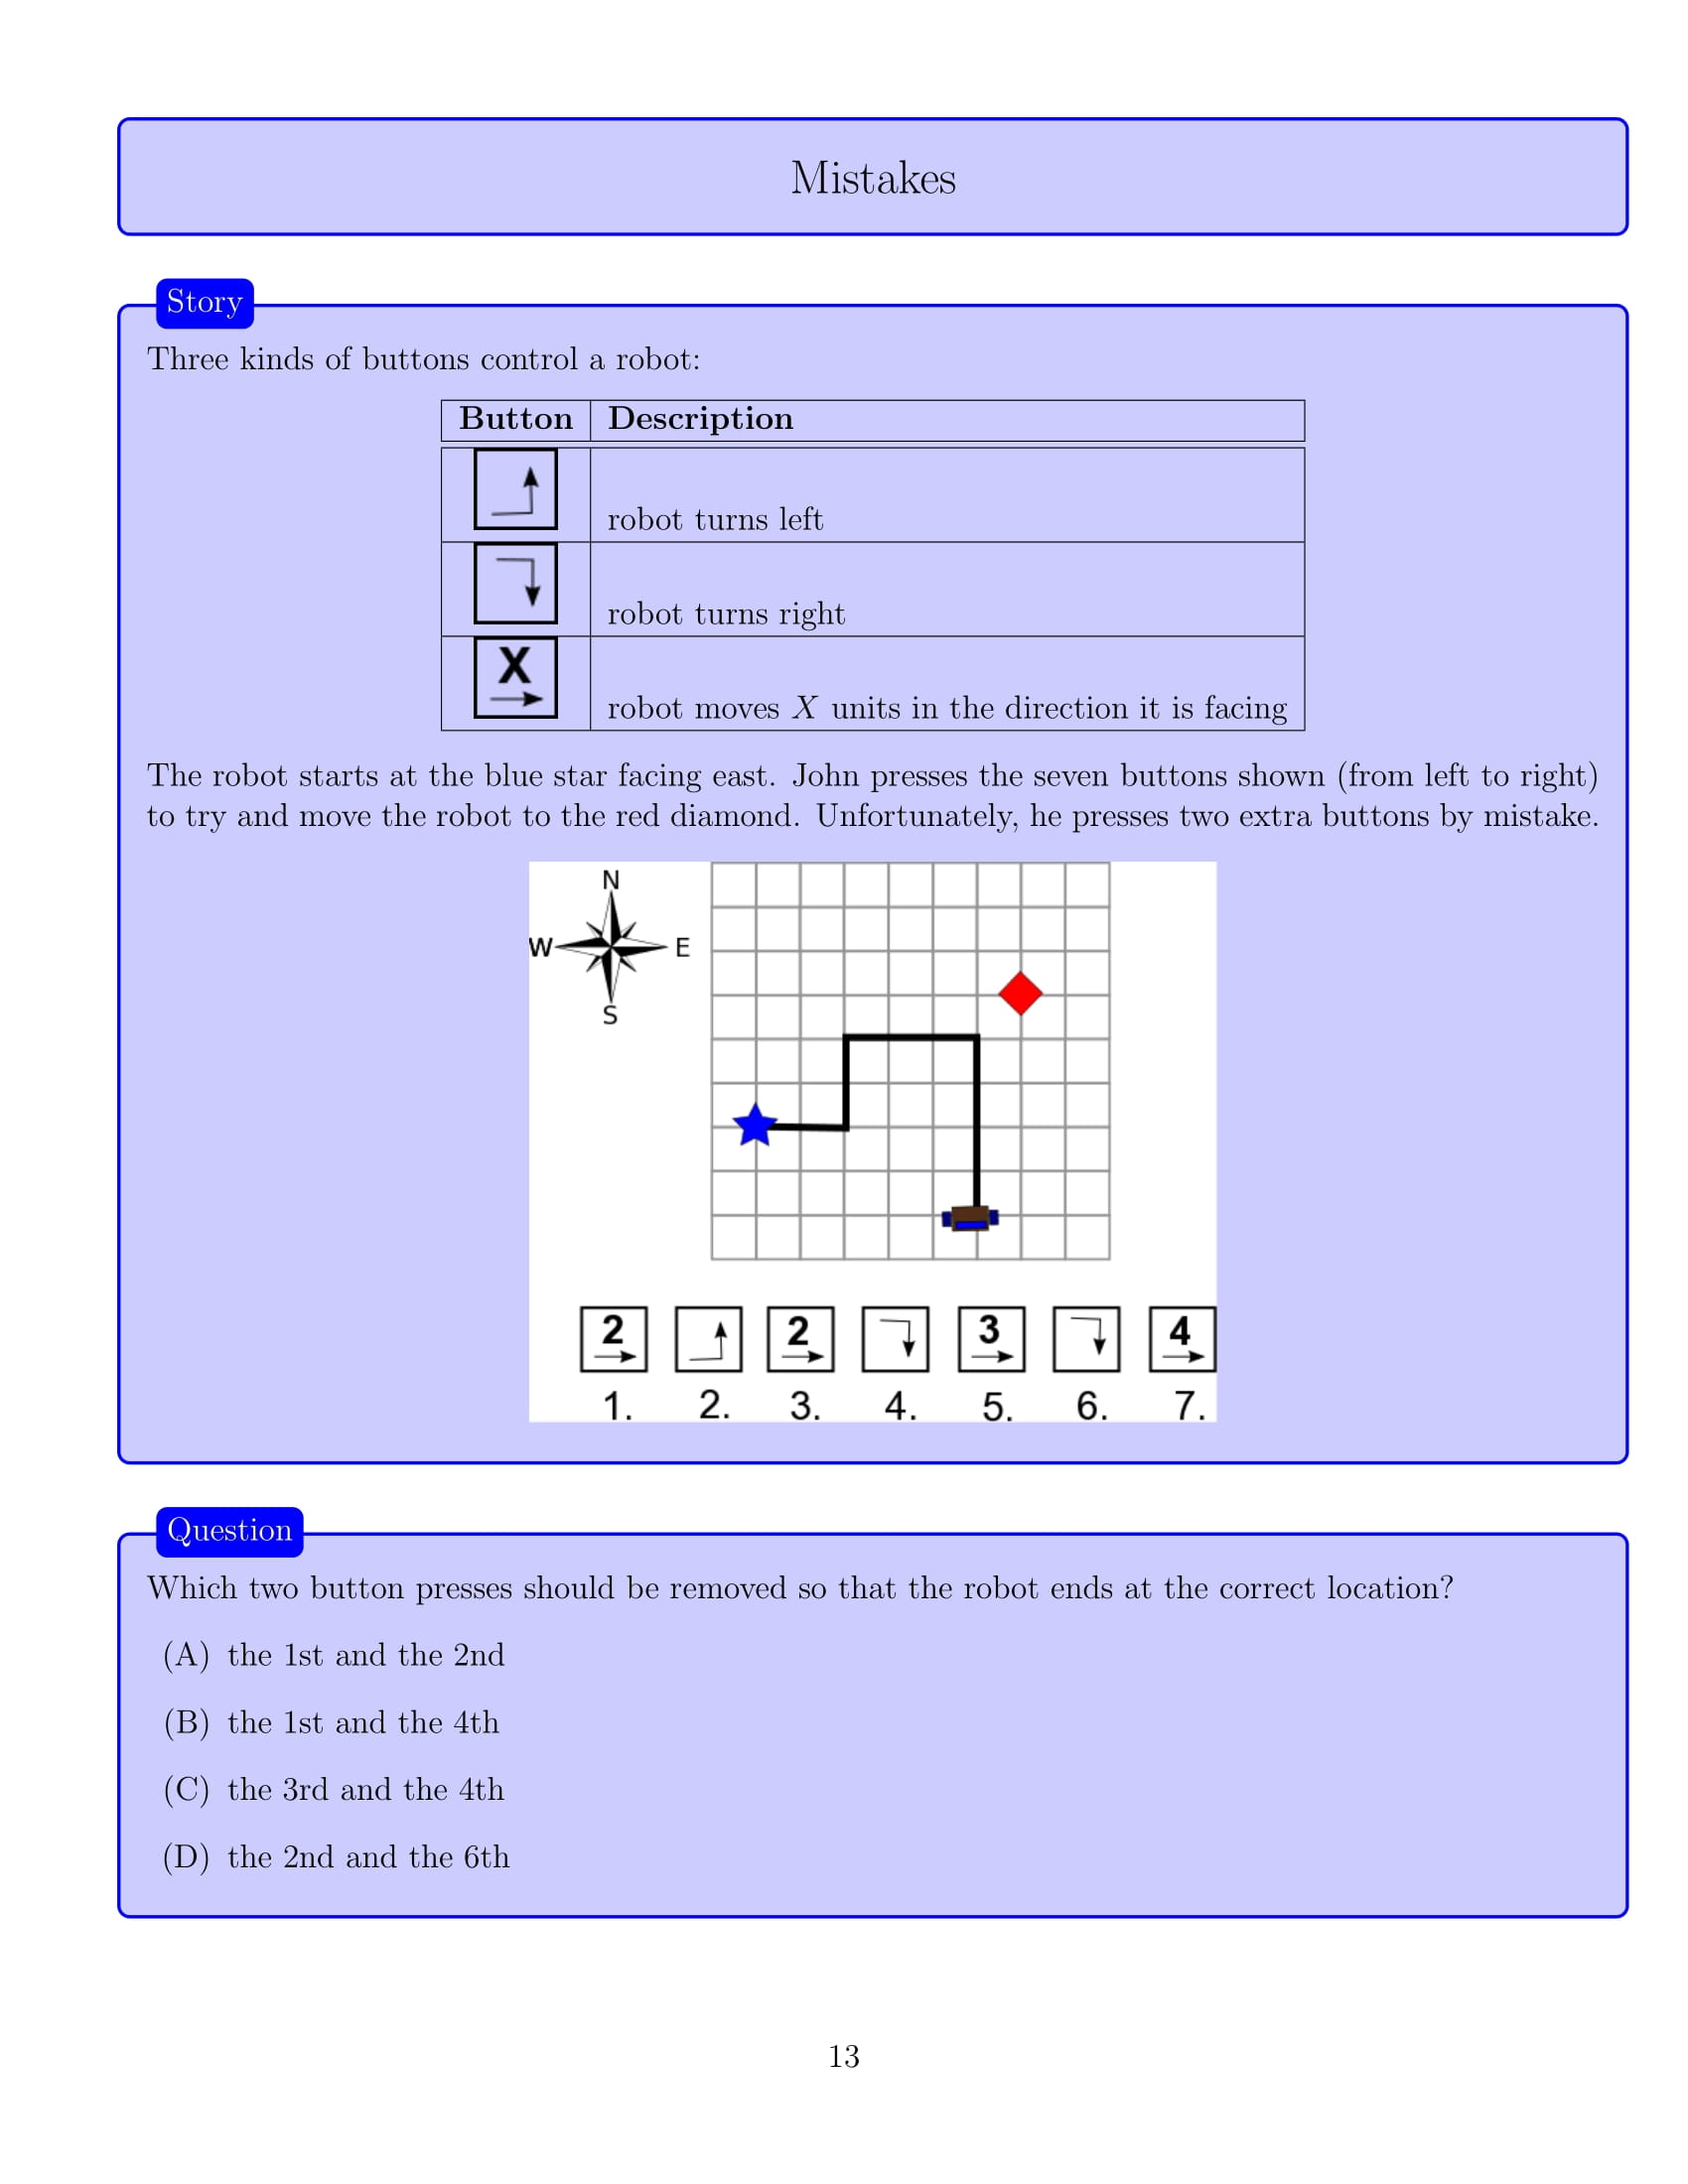 Mistakes
Story
Three kinds of buttons control a robot:
Button Description
robot turns left
robot turns right
X
robot moves X units in the direction it is facing
The robot starts at the blue star facing east. John presses the seven buttons shown (from left to right)
to try and move the robot to the red diamond. Unfortunately, he presses two extra buttons by mistake.
N
W E
S
2 2 3 4
1. 2. 3. 4. 5. 6. 7.
Question
Which two button presses should be removed so that the robot ends at the correct location?
(A) the 1st and the 2nd
(B) the 1st and the 4th
(C) the 3rd and the 4th
(D) the 2nd and the 6th
13